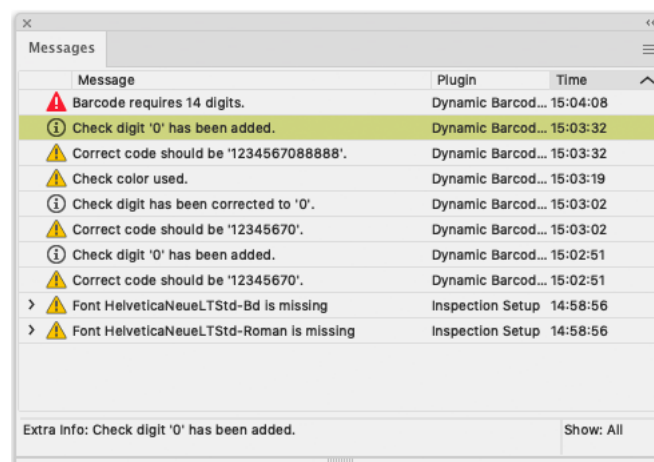 Messages
Message Plugin Time
Barcode requires 14 digits. Dynamic Barcod... 15:04:08
Check digit '0' has been added. Dynamic Barcod... 15:03:32
Correct code should be '1234567088888'. Dynamic Barcod... 15:03:32
Check color used. Dynamic Barcod... 15:03:19
Check digit has been corrected to '0'. Dynamic Barcod... 15:03:02
Correct code should be '12345670'. Dynamic Barcod... 15:03:02
Check digit '0' has been added. Dynamic Barcod... 15:02:51
Correct code should be '12345670'. Dynamic Barcod... 15:02:51
Font HelveticaNeueLTStd-Bd is missing Inspection Setup 14:58:56
Font HelveticaNeueLTStd-Roman is missing Inspection Setup 14:58:56
Extra Info: Check digit '0' has been added. Show: All